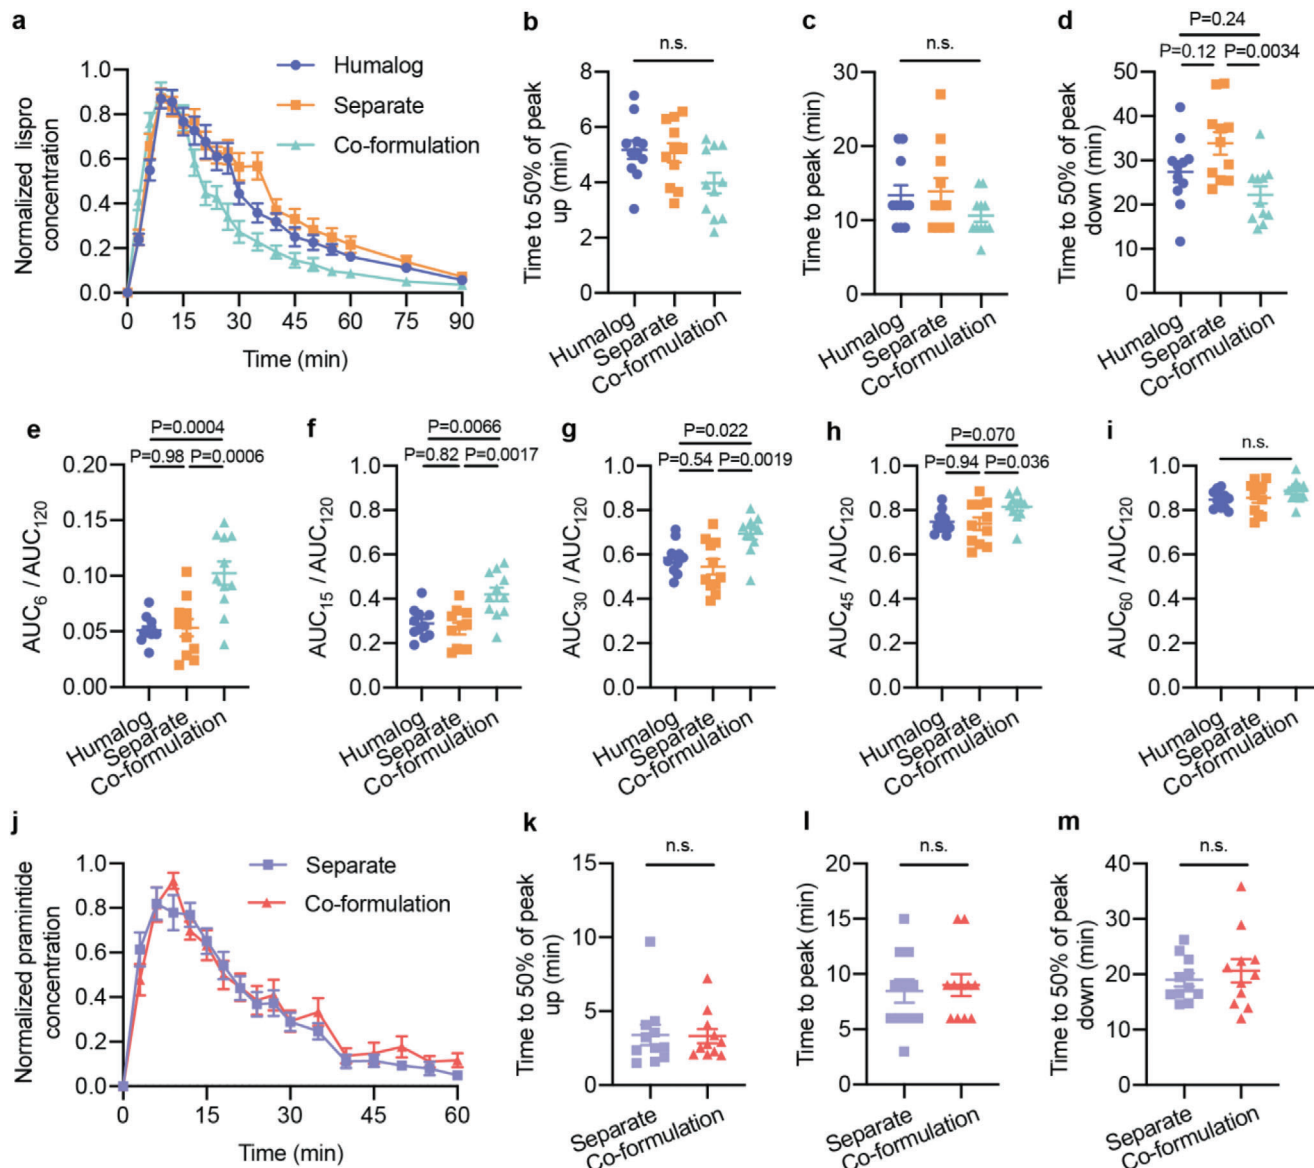 a
Normalized lispro
concentration
1.0
0.8
0.6
0.4
0.2
0.0
0 15 30 45 60 75 90
Time (min)
Humalog
Separate
Co-formulation
b
n.s.
Time to 50% of peak
up (min)
8
6
4
2
0
Humalog
Separate
Co-formulation
c
n.s.
Time to peak (min)
30
20
10
0
Humalog
Separate
Co-formulation
d
P=0.24
P=0.12 P=0.0034
Time to 50% of peak
down (min)
50
40
30
20
10
0
Humalog
Separate
Co-formulation
e
P=0.0004
P=0.98 P=0.0006
AUC6 / AUC120
0.20
0.15
0.10
0.05
0.00
Humalog
Separate
Co-formulation
f
P=0.0066
P=0.82 P=0.0017
AUC15 / AUC120
1.0
0.8
0.6
0.4
0.2
0.0
Humalog
Separate
Co-formulation
g
P=0.022
P=0.54 P=0.0019
AUC30 / AUC120
1.0
0.8
0.6
0.4
0.2
0.0
Humalog
Separate
Co-formulation
h
P=0.070
P=0.94 P=0.036
AUC45 / AUC120
1.0
0.8
0.6
0.4
0.2
0.0
Humalog
Separate
Co-formulation
i
n.s.
AUC60 / AUC120
1.0
0.8
0.6
0.4
0.2
0.0
Humalog
Separate
Co-formulation
j
Normalized pramintide
concentration
1.0
0.8
0.6
0.4
0.2
0.0
0 15 30 45 60
Time (min)
Separate
Co-formulation
k
n.s.
Time to 50% of peak
up (min)
15
10
5
0
Separate
Co-formulation
l
n.s.
Time to peak (min)
20
15
10
5
0
Separate
Co-formulation
m
n.s.
Time to 50% of peak
down (min)
40
30
20
10
0
Separate
Co-formulation